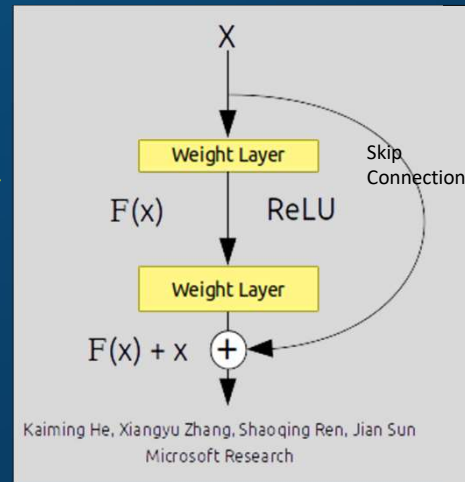 X
Weight Layer
Skip
Connection
F(x)
ReLU
Weight Layer
F(x) + x
+
Kaiming He, Xiangyu Zhang, Shaoqing Ren, Jian Sun
Microsoft Research